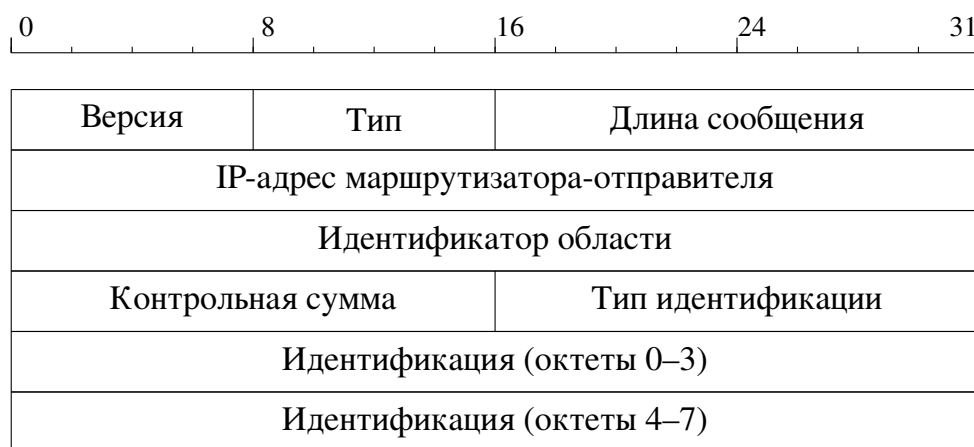 0 8 16 24 31
Версия Тип Длина сообщения
IP-адрес маршрутизатора-отправителя
Идентификатор области
Контрольная сумма Тип идентификации
Идентификация (октеты 0–3)
Идентификация (октеты 4–7)